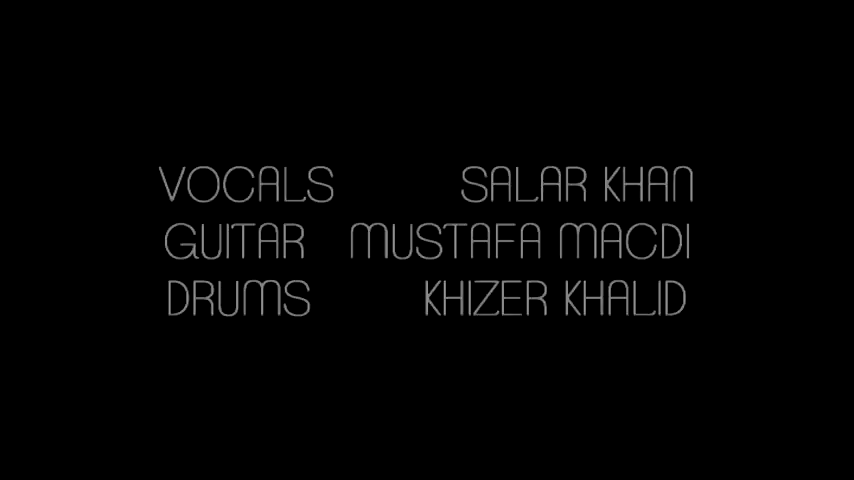 VOCALS SALAR KHAN
GUITAR MUSTAFA MACDI
DRUMS KHIZER KHALID